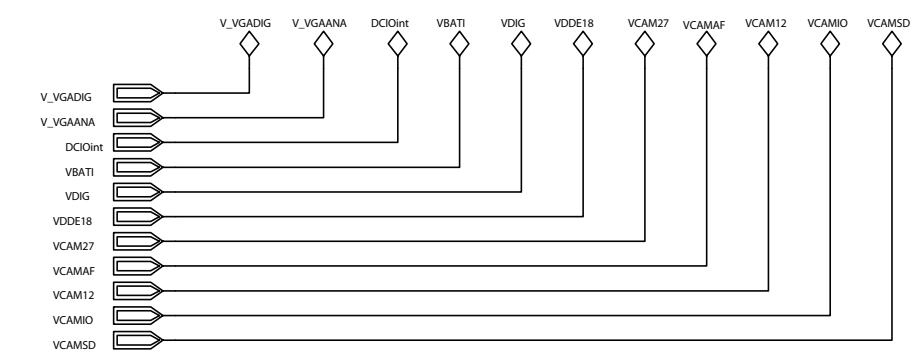 V_VGADIG V_VGAANA DCIOint VBATI VDIG VDDE18 VCAM27 VCAMAF VCAM12 VCAMIO VCAMSD
V_VGADIG
V_VGAANA
DCIOint
VBATI
VDIG
VDDE18
VCAM27
VCAMAF
VCAM12
VCAMIO
VCAMSD